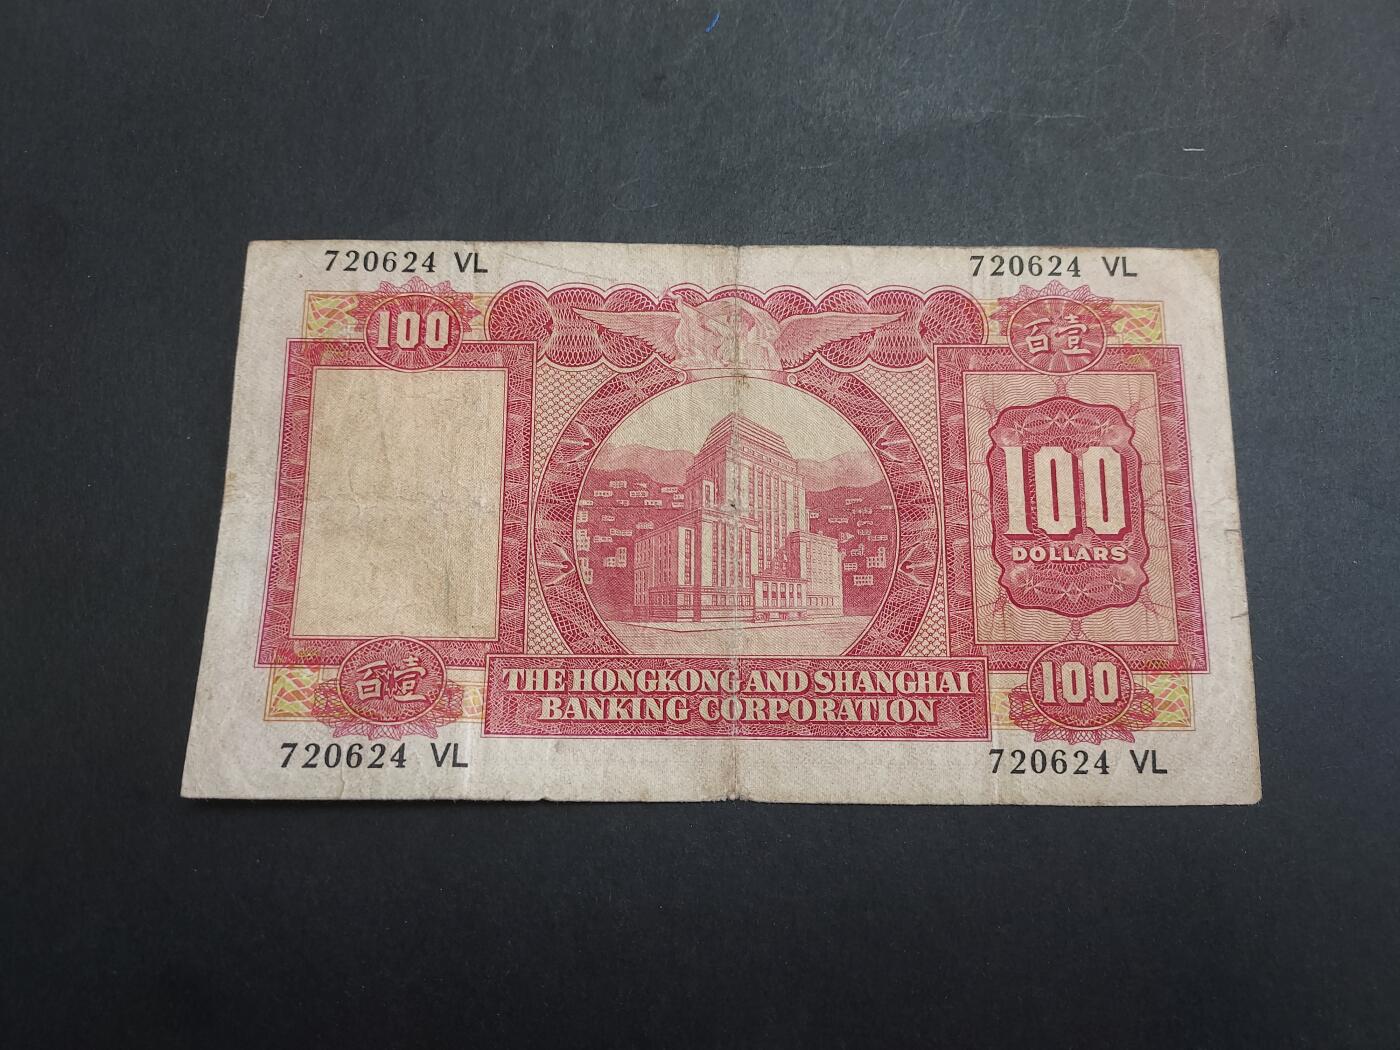 720624 VL
720624 VL
100
百壹
100
DOLLARS
百壹
THE HONGKONG AND SHANGHAI
BANKING CORPORATION
100
720624 VL
720624 VL